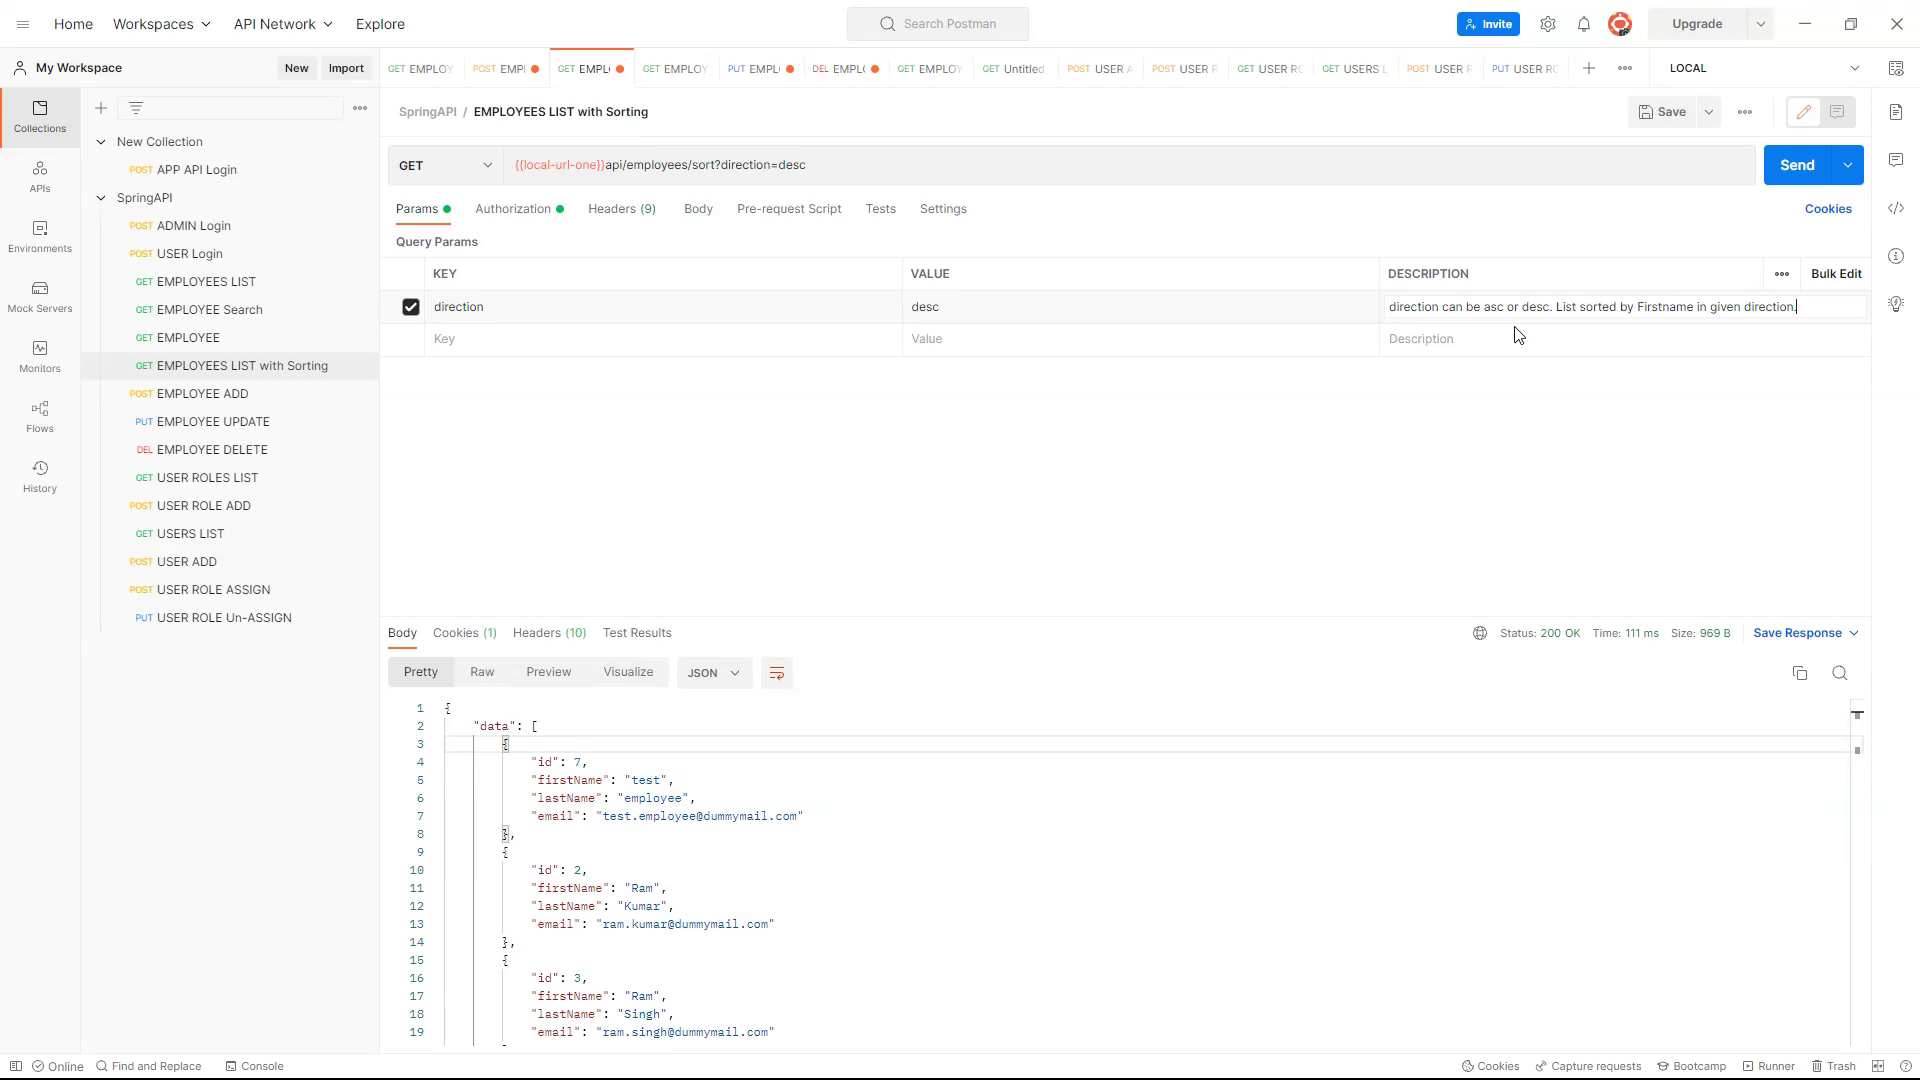 Home Workspaces API Network Explore Search Postman Invite Upgrade
My Workspace New Import
GET EMPLOY POST EMPL GET EMPL GET EMPLOY PUT EMPL DEL EMPL GET EMPLOY GET Untitled POST USER A POST USER F GET USER RO GET USERS L POST USER R PUT USER RO LOCAL
Collections
APIs
Environments
Mock Servers
Monitors
Flows
History
New Collection
POST APP API Login
SpringAPI
POST ADMIN Login
POST USER Login
GET EMPLOYEES LIST
GET EMPLOYEE Search
GET EMPLOYEE
GET EMPLOYEES LIST with Sorting
POST EMPLOYEE ADD
PUT EMPLOYEE UPDATE
DEL EMPLOYEE DELETE
GET USER ROLES LIST
POST USER ROLE ADD
GET USERS LIST
POST USER ADD
POST USER ROLE ASSIGN
PUT USER ROLE Un-ASSIGN
SpringAPI / EMPLOYEES LIST with Sorting Save
GET {{local-url-one}}api/employees/sort?direction=desc Send
Params Authorization Headers (9) Body Pre-request Script Tests Settings Cookies
Query Params
KEY VALUE DESCRIPTION Bulk Edit
direction desc direction can be asc or desc. List sorted by Firstname in given direction.
Key Value Description
Body Cookies (1) Headers (10) Test Results Status: 200 OK Time: 111 ms Size: 969 B Save Response
Pretty Raw Preview Visualize JSON
1 {
2 "data": [
3 {
4 "id": 7,
5 "firstName": "test",
6 "lastName": "employee",
7 "email": "test.employee@dummymail.com"
8 },
9 {
10 "id": 2,
11 "firstName": "Ram",
12 "lastName": "Kumar",
13 "email": "ram.kumar@dummymail.com"
14 },
15 {
16 "id": 3,
17 "firstName": "Ram",
18 "lastName": "Singh",
19 "email": "ram.singh@dummymail.com"
Online Find and Replace Console Cookies Capture requests Bootcamp Runner Trash